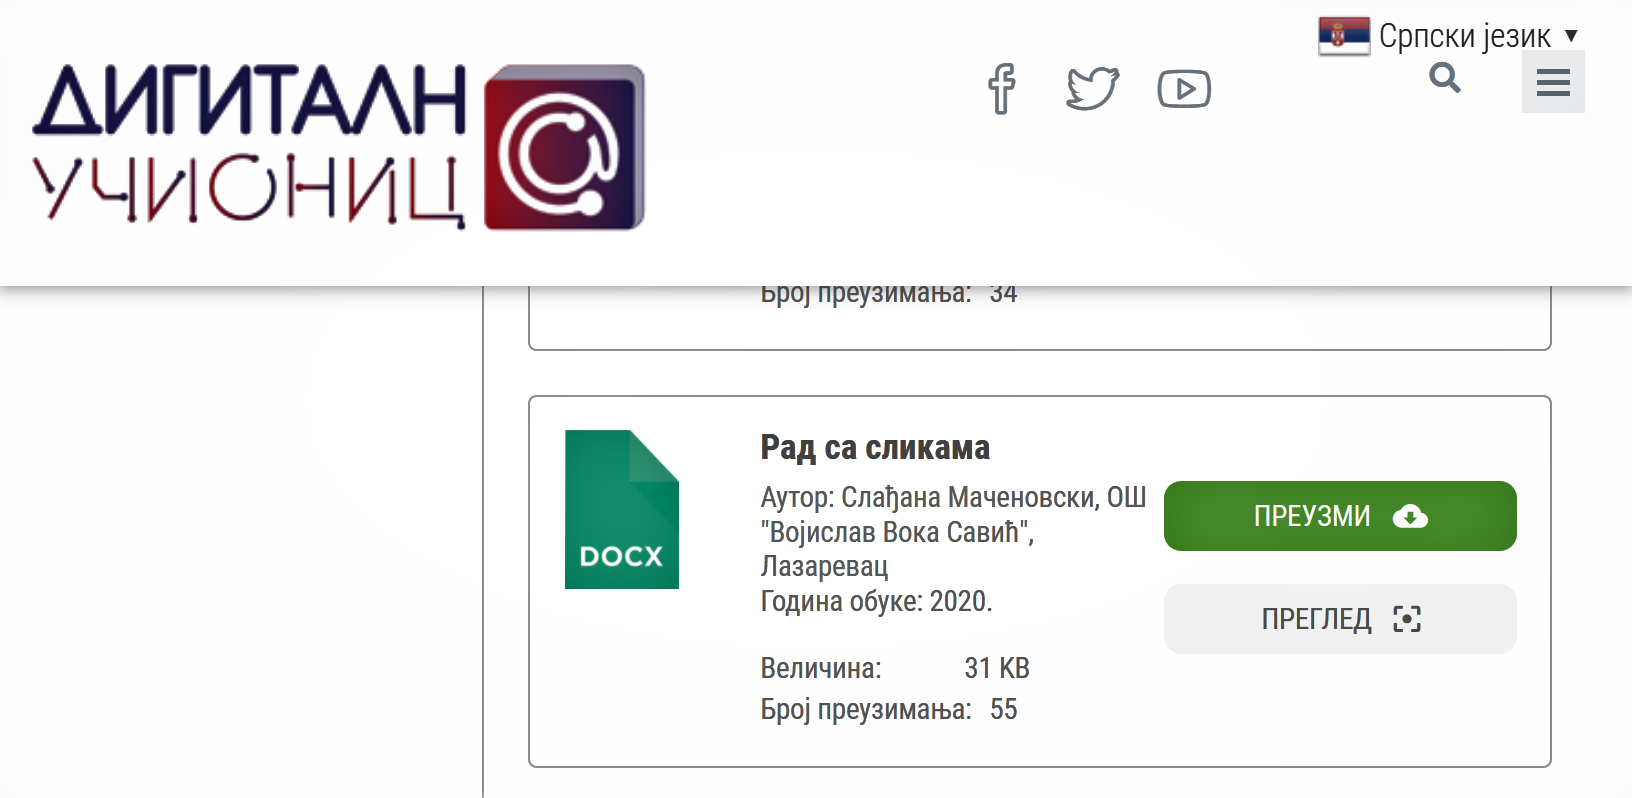 Српски језик ▼
ДИГИТАЛН
УЧИОНИЦ
Број преузимања: 34
DOCX
Рад са сликама
Аутор: Слађана Маченовски, ОШ
"Војислав Вока Савић",
Лазаревац
Година обуке: 2020.
Величина: 31 KB
Број преузимања: 55
ПРЕУЗМИ
ПРЕГЛЕД